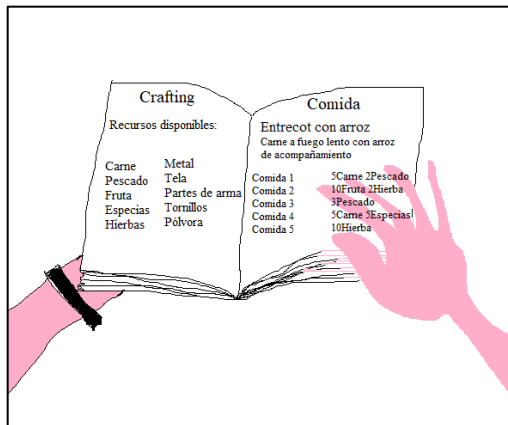 Crafting
Recursos disponibles:
Carne
Pescado
Fruta
Especias
Hierbas
Metal
Tela
Partes de arma
Tornillos
Pólvora
Comida
Entrecot con arroz
Carne a fuego lento con arroz
de acompañamiento
Comida 1 5Carne 2Pescado
Comida 2 10Fruta 2Hierba
Comida 3 3Pescado
Comida 4 5Carne 5Especias
Comida 5 10Hierba